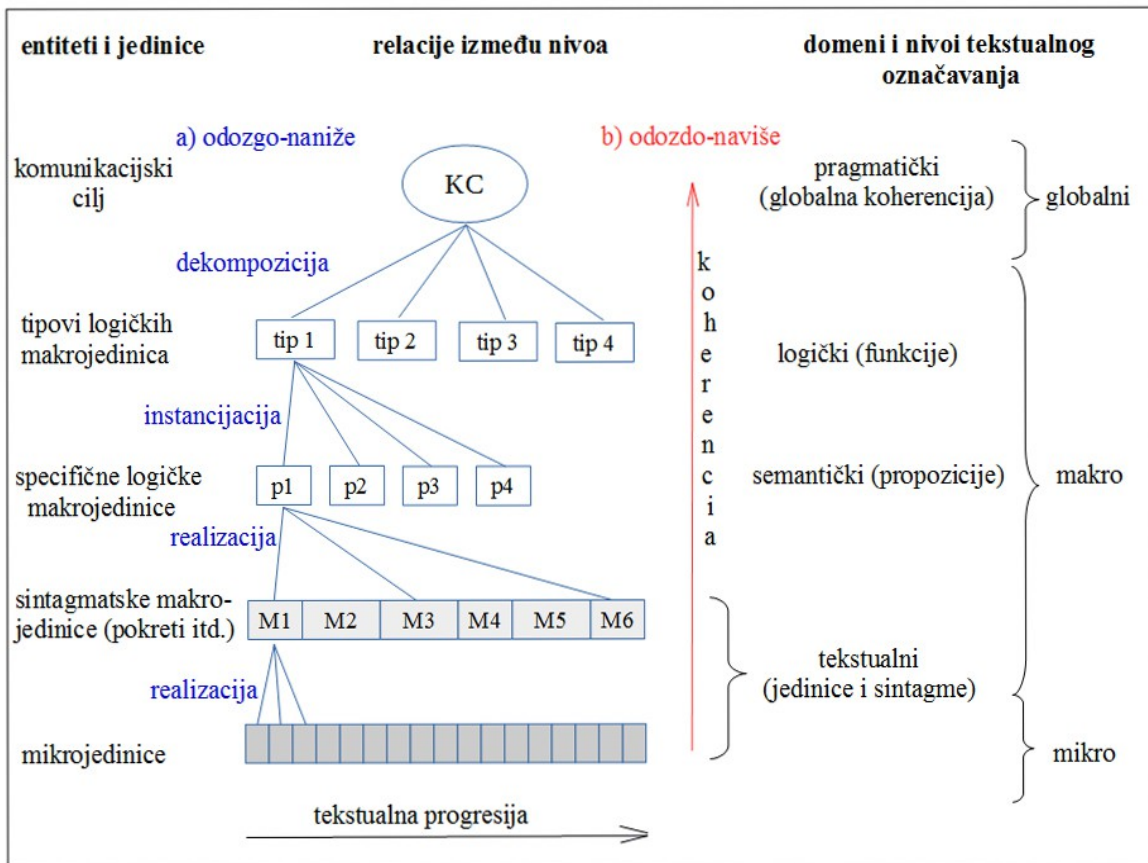 entiteti i jedinice
relacije između nivoa
domeni i nivoi tekstualnog
označavanja
a) odozgo-naniže
b) odozdo-naviše
komunikacijski
cilj
KC
pragmatički
(globalna koherencija)
globalni
dekompozicija
koherencia
tipovi logičkih
makrojedinica
tip 1
tip 2
tip 3
tip 4
logički (funkcije)
instancijacija
specifične logičke
makrojedinice
p1
p2
p3
p4
semantički (propozicije)
makro
realizacija
sintagmatske makro-
jedinice (pokreti itd.)
M1
M2
M3
M4
M5
M6
tekstualni
(jedinice i sintagme)
realizacija
mikrojedinice
mikro
tekstualna progresija